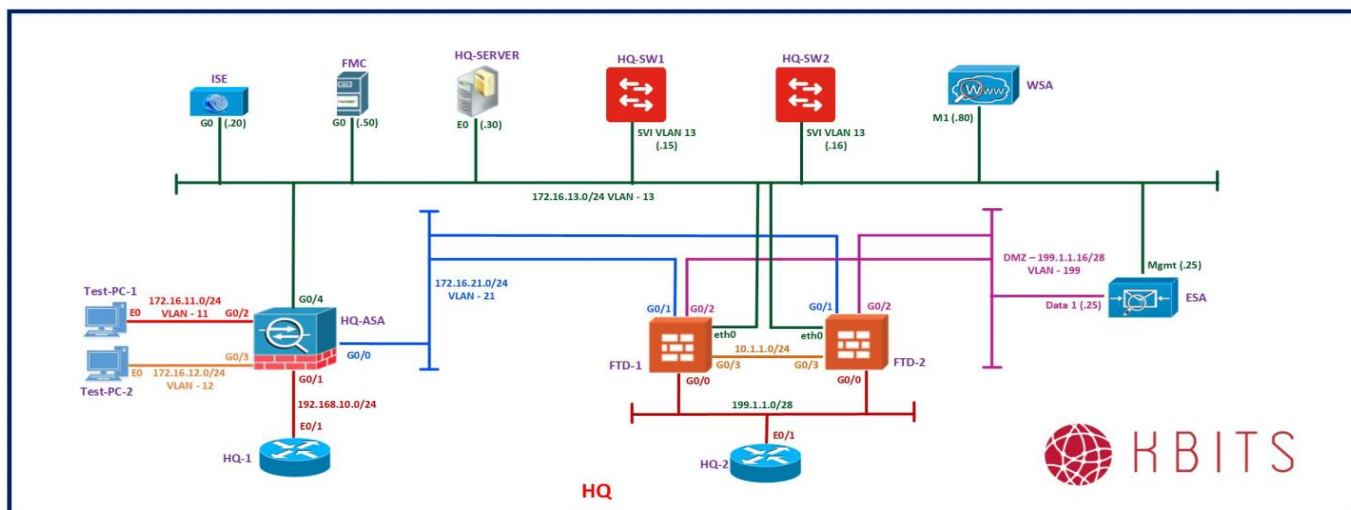 ISE
G0 (.20)
FMC
G0 (.50)
HQ-SERVER
E0 (.30)
HQ-SW1
SVI VLAN 13
(.15)
HQ-SW2
SVI VLAN 13
(.16)
Www
WSA
M1 (.80)
172.16.13.0/24 VLAN - 13
Test-PC-1
E0
172.16.11.0/24
VLAN - 11
G0/2
Test-PC-2
E0
172.16.12.0/24
VLAN - 12
G0/3
G0/4
HQ-ASA
G0/0
G0/1
192.168.10.0/24
E0/1
HQ-1
172.16.21.0/24
VLAN - 21
G0/1
G0/2
FTD-1
eth0
G0/3
G0/0
10.1.1.0/24
G0/1
G0/2
eth0
FTD-2
G0/3
G0/0
199.1.1.0/28
E0/1
HQ-2
DMZ – 199.1.1.16/28
VLAN - 199
Mgmt (.25)
Data 1 (.25)
ESA
HQ
KBITS